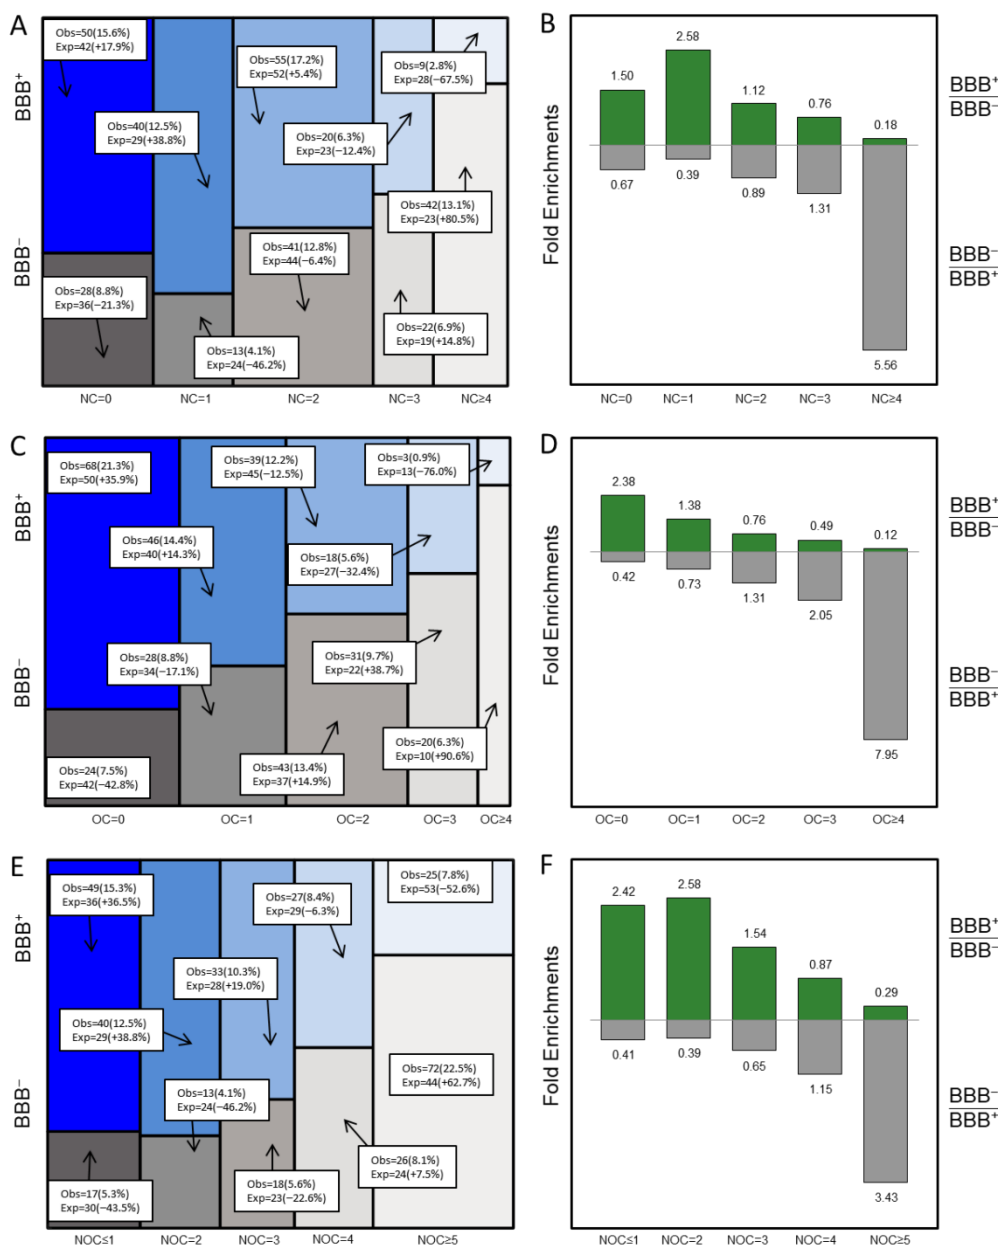 A
BBB⁺
BBB⁻
Obs=50(15.6%)
Exp=42(+17.9%)
Obs=40(12.5%)
Exp=29(+38.8%)
Obs=55(17.2%)
Exp=52(+5.4%)
Obs=20(6.3%)
Exp=23(−12.4%)
Obs=9(2.8%)
Exp=28(−67.5%)
Obs=42(13.1%)
Exp=23(+80.5%)
Obs=41(12.8%)
Exp=44(−6.4%)
Obs=28(8.8%)
Exp=36(−21.3%)
Obs=13(4.1%)
Exp=24(−46.2%)
Obs=22(6.9%)
Exp=19(+14.8%)
NC=0 NC=1 NC=2 NC=3 NC≥4
B
Fold Enrichments
1.50 2.58 1.12 0.76 0.18
0.67 0.39 0.89 1.31 5.56
BBB⁺
BBB⁻
BBB⁻
BBB⁺
NC=0 NC=1 NC=2 NC=3 NC≥4
C
BBB⁺
BBB⁻
Obs=68(21.3%)
Exp=50(+35.9%)
Obs=39(12.2%)
Exp=45(−12.5%)
Obs=3(0.9%)
Exp=13(−76.0%)
Obs=46(14.4%)
Exp=40(+14.3%)
Obs=18(5.6%)
Exp=27(−32.4%)
Obs=28(8.8%)
Exp=34(−17.1%)
Obs=31(9.7%)
Exp=22(+38.7%)
Obs=24(7.5%)
Exp=42(−42.8%)
Obs=43(13.4%)
Exp=37(+14.9%)
Obs=20(6.3%)
Exp=10(+90.6%)
OC=0 OC=1 OC=2 OC=3 OC≥4
D
Fold Enrichments
2.38 1.38 0.76 0.49 0.12
0.42 0.73 1.31 2.05 7.95
BBB⁺
BBB⁻
BBB⁻
BBB⁺
OC=0 OC=1 OC=2 OC=3 OC≥4
E
BBB⁺
BBB⁻
Obs=49(15.3%)
Exp=36(+36.5%)
Obs=27(8.4%)
Exp=29(−6.3%)
Obs=25(7.8%)
Exp=53(−52.6%)
Obs=33(10.3%)
Exp=28(+19.0%)
Obs=40(12.5%)
Exp=29(+38.8%)
Obs=13(4.1%)
Exp=24(−46.2%)
Obs=72(22.5%)
Exp=44(+62.7%)
Obs=17(5.3%)
Exp=30(−43.5%)
Obs=18(5.6%)
Exp=23(−22.6%)
Obs=26(8.1%)
Exp=24(+7.5%)
NOC≤1 NOC=2 NOC=3 NOC=4 NOC≥5
F
Fold Enrichments
2.42 2.58 1.54 0.87 0.29
0.41 0.39 0.65 1.15 3.43
BBB⁺
BBB⁻
BBB⁻
BBB⁺
NOC≤1 NOC=2 NOC=3 NOC=4 NOC≥5